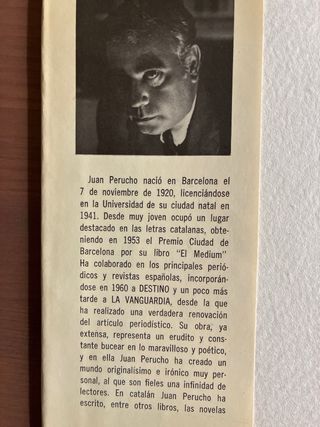 Juan Perucho nació en Barcelona el
7 de noviembre de 1920, licenciándose
en la Universidad de su ciudad natal en
1941. Desde muy joven ocupó un lugar
destacado en las letras catalanas, obte-
niendo en 1953 el Premio Ciudad de
Barcelona por su libro "El Medium"
Ha colaborado en los principales perió-
dicos y revistas españolas, incorporán-
dose en 1960 a DESTINO y un poco más
tarde a LA VANGUARDIA, desde la que
ha realizado una verdadera renovación
del artículo periodístico. Su obra, ya
extensa, representa un erudito y cons-
tante bucear en lo maravilloso y poético,
y en ella Juan Perucho ha creado un
mundo originalísimo e irónico muy per-
sonal, al que son fieles una infinidad de
lectores. En catalán Juan Perucho ha
escrito, entre otros libros, las novelas